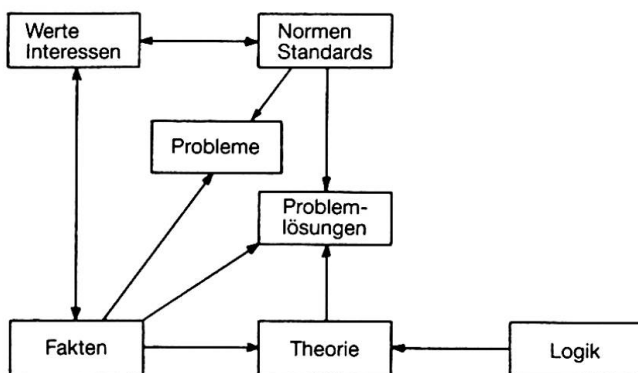 Werte
Interessen
Normen
Standards
Probleme
Problem-
lösungen
Fakten
Theorie
Logik